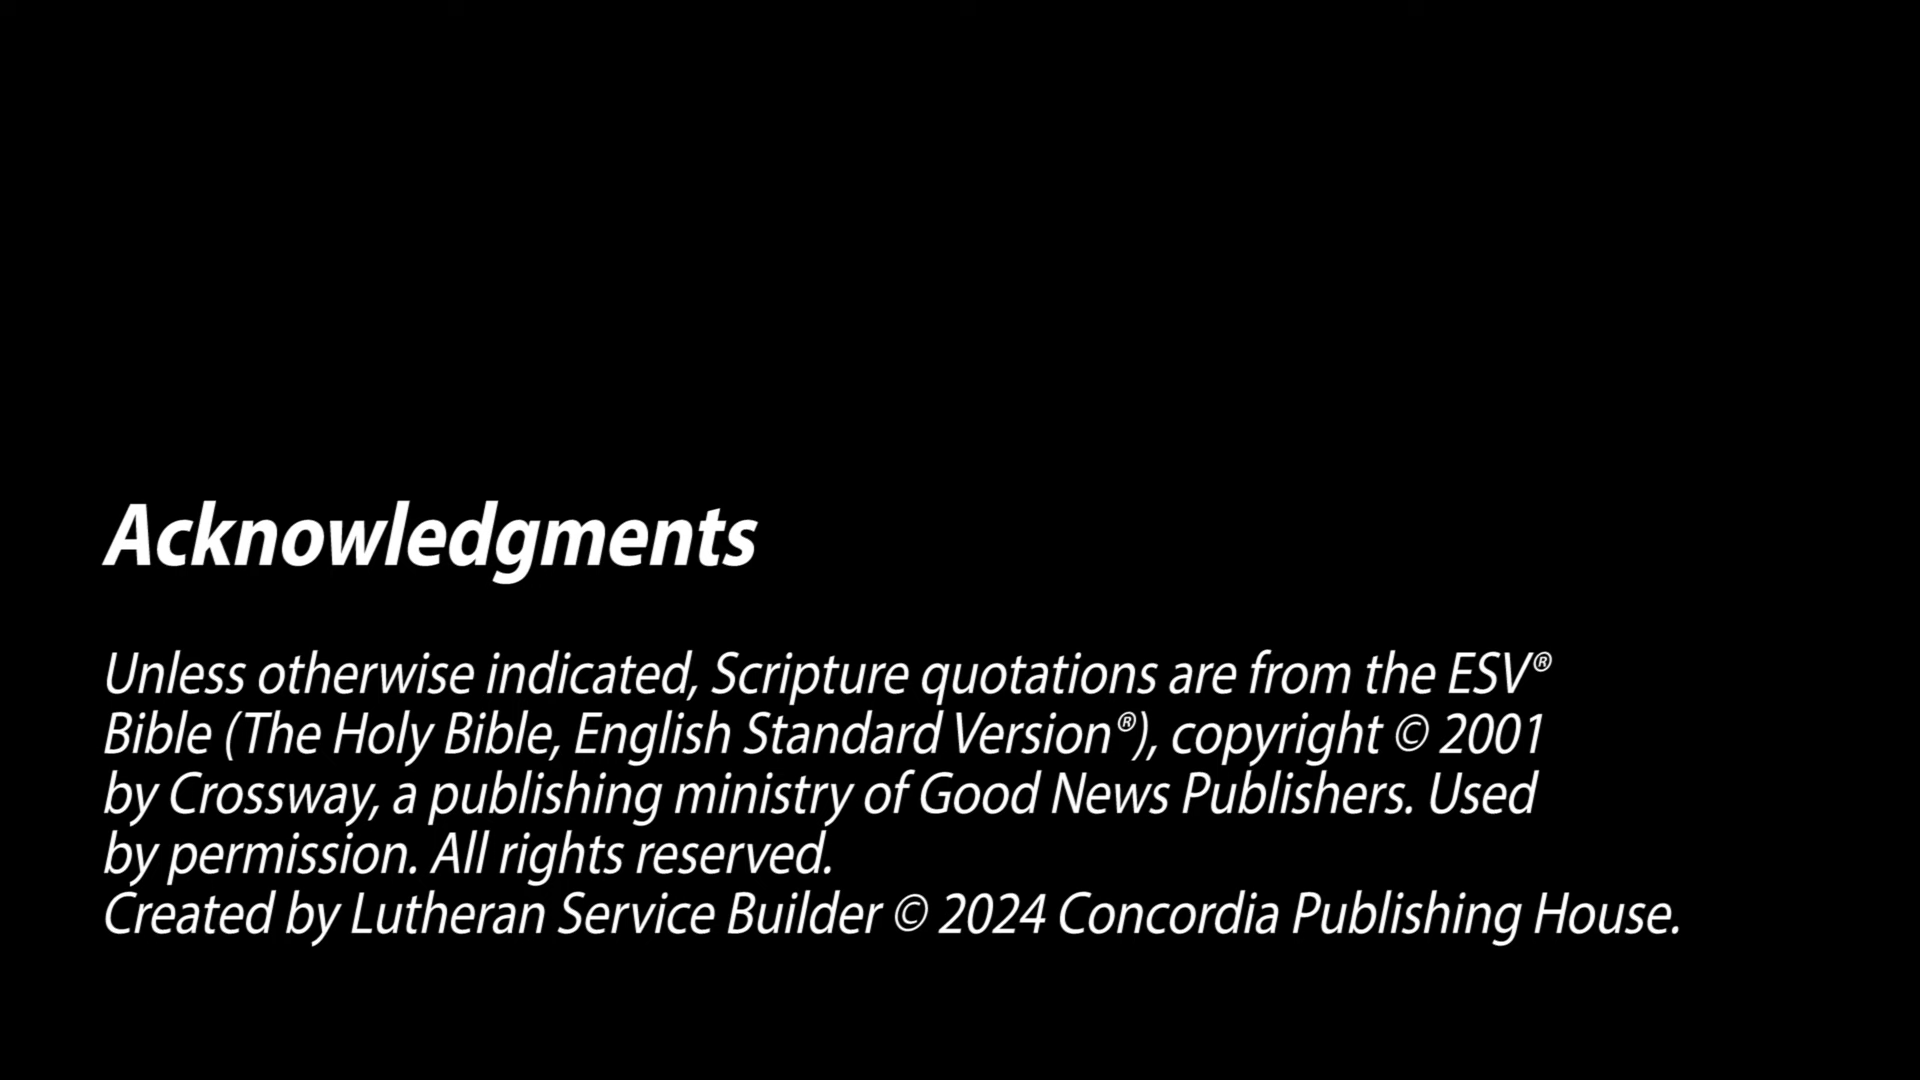 Acknowledgments
Unless otherwise indicated, Scripture quotations are from the ESV®
Bible (The Holy Bible, English Standard Version®), copyright © 2001
by Crossway, a publishing ministry of Good News Publishers. Used
by permission. All rights reserved.
Created by Lutheran Service Builder © 2024 Concordia Publishing House.